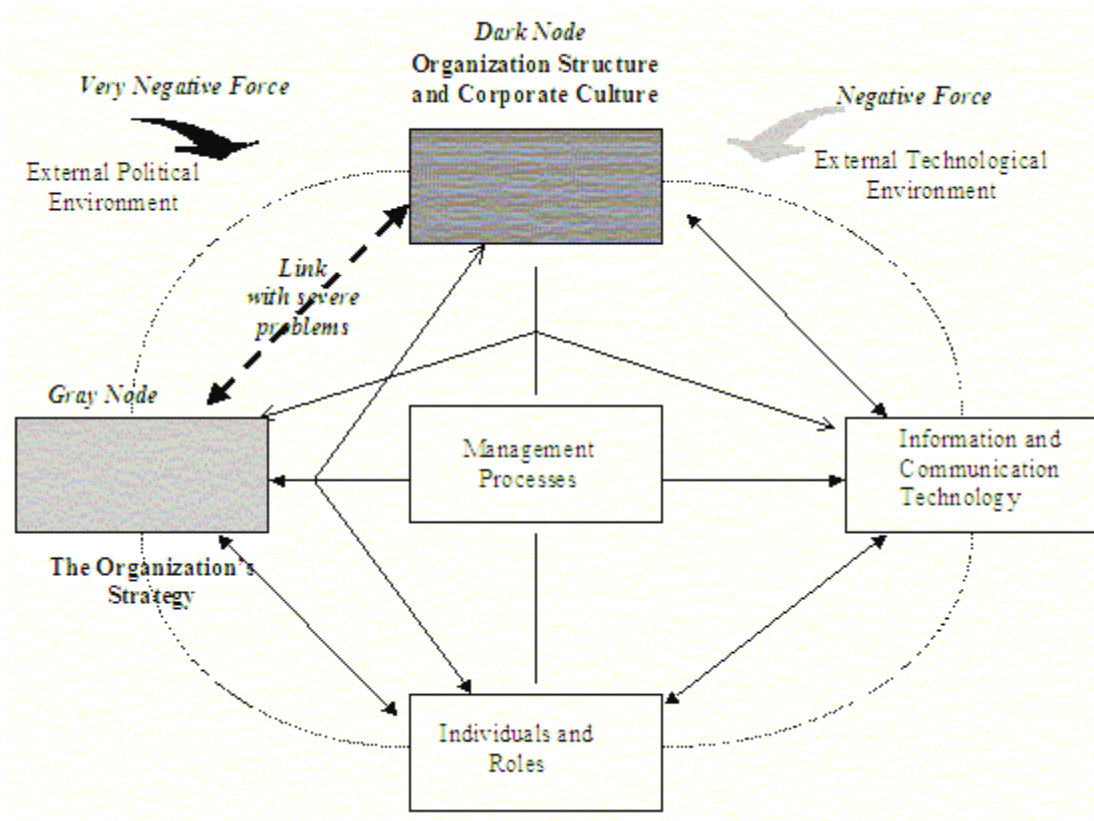 Dark Node
Organization Structure
and Corporate Culture
Very Negative Force
Negative Force
External Political
Environment
External Technological
Environment
Link
with severe
problems
Gray Node
Management
Processes
Information and
Communication
Technology
The Organization's
Strategy
Individuals and
Roles